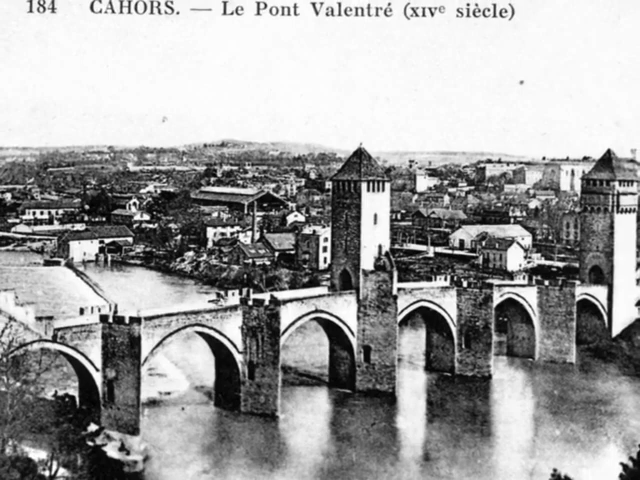 184 CAHORS. — Le Pont Valentré (XIVe siècle)